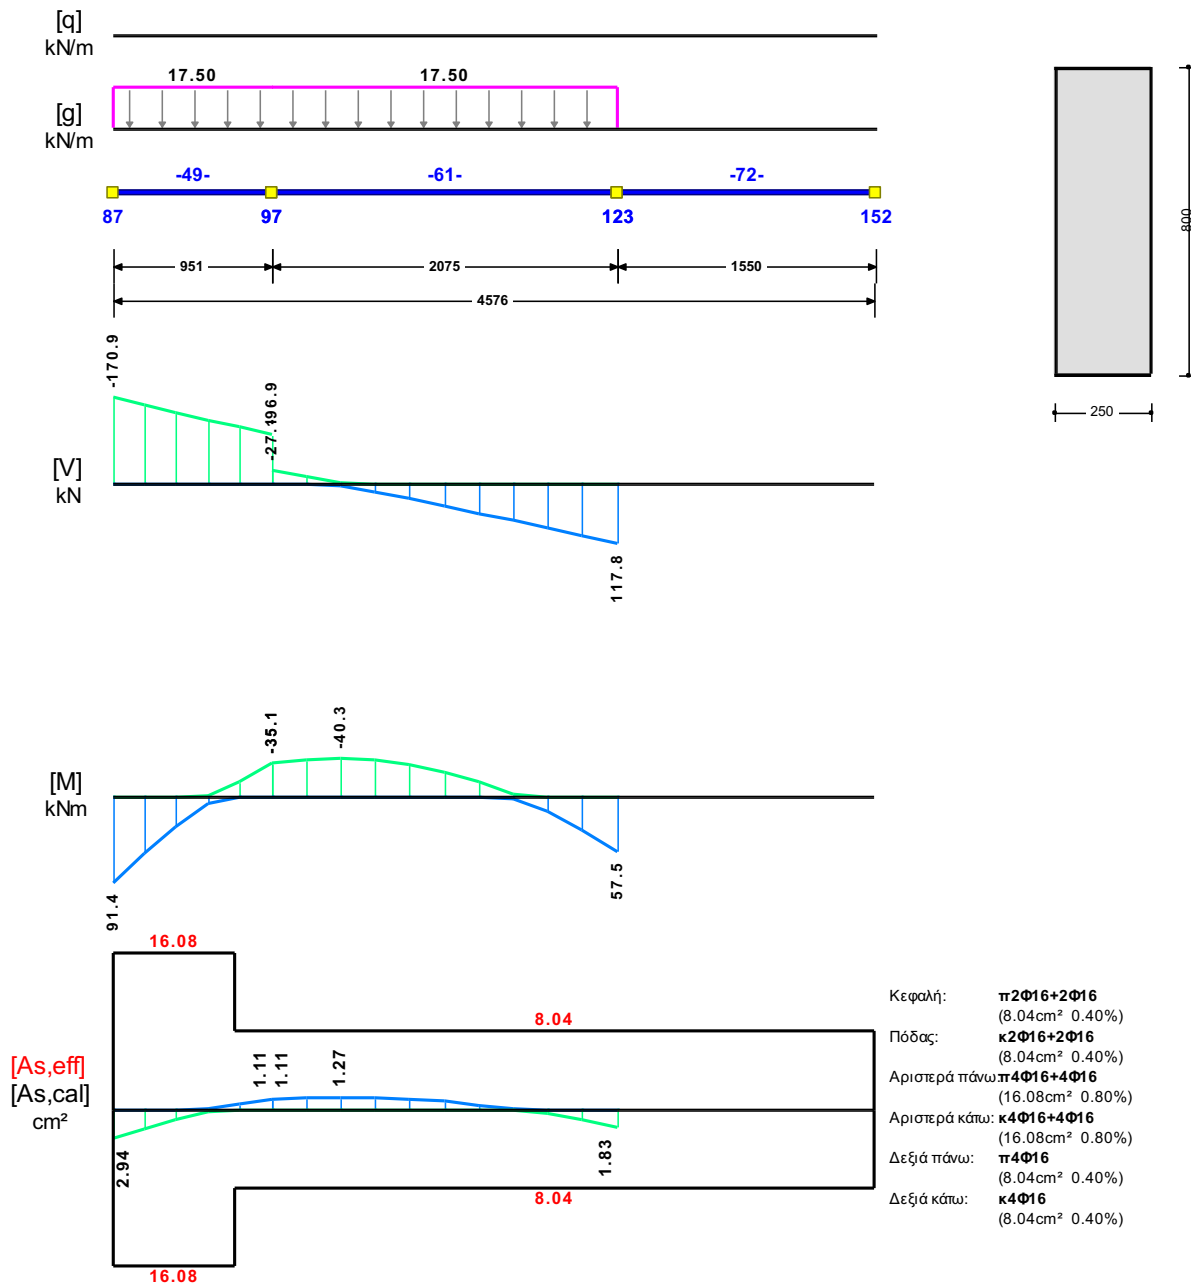 [q]
kN/m
17.50
17.50
[g]
kN/m
-49-
-61-
-72-
87
97
123
152
951
2075
1550
4576
800
250
-170.9
-96.9
-27.1
[V]
kN
117.8
-35.1
-40.3
[M]
kNm
91.4
57.5
16.08
8.04
1.11
1.11
1.27
[As,eff]
[As,cal]
cm²
2.94
1.83
8.04
16.08
Κεφαλή: π2Φ16+2Φ16
(8.04cm² 0.40%)
Πόδας: κ2Φ16+2Φ16
(8.04cm² 0.40%)
Αριστερά πάνω: π4Φ16+4Φ16
(16.08cm² 0.80%)
Αριστερά κάτω: κ4Φ16+4Φ16
(16.08cm² 0.80%)
Δεξιά πάνω: π4Φ16
(8.04cm² 0.40%)
Δεξιά κάτω: κ4Φ16
(8.04cm² 0.40%)